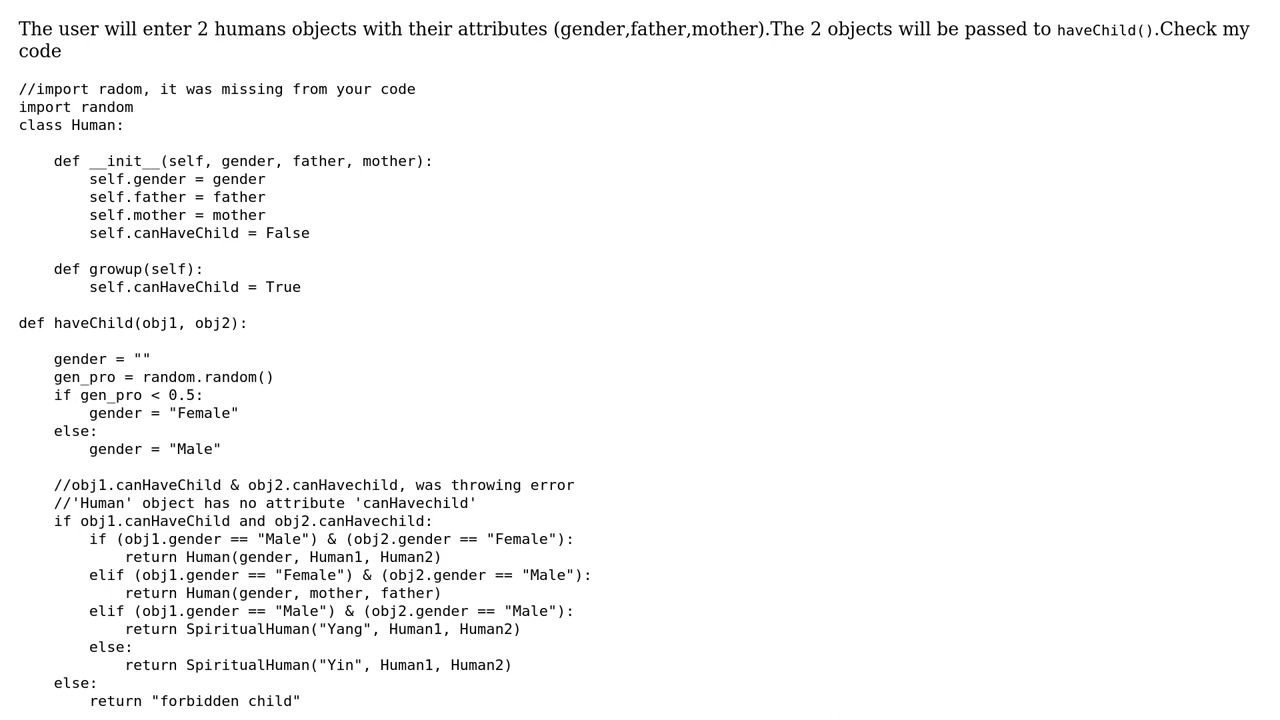 The user will enter 2 humans objects with their attributes (gender,father,mother).The 2 objects will be passed to haveChild().Check my
code
//import radom, it was missing from your code
import random
class Human:
    def __init__(self, gender, father, mother):
        self.gender = gender
        self.father = father
        self.mother = mother
        self.canHaveChild = False
    def growup(self):
        self.canHaveChild = True
def haveChild(obj1, obj2):
    gender = ""
    gen_pro = random.random()
    if gen_pro < 0.5:
        gender = "Female"
    else:
        gender = "Male"
    //obj1.canHaveChild & obj2.canHavechild, was throwing error
    //'Human' object has no attribute 'canHavechild'
    if obj1.canHaveChild and obj2.canHavechild:
        if (obj1.gender == "Male") & (obj2.gender == "Female"):
            return Human(gender, Human1, Human2)
        elif (obj1.gender == "Female") & (obj2.gender == "Male"):
            return Human(gender, mother, father)
        elif (obj1.gender == "Male") & (obj2.gender == "Male"):
            return SpiritualHuman("Yang", Human1, Human2)
        else:
            return SpiritualHuman("Yin", Human1, Human2)
    else:
        return "forbidden child"